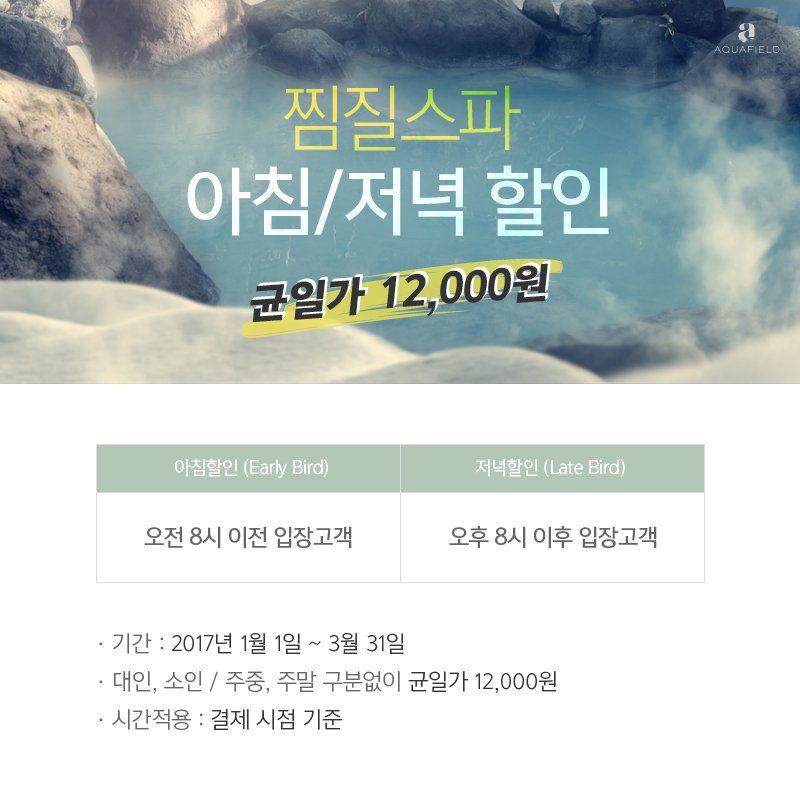 a
AQUAFIELD
찜질스파
아침/저녁 할인
균일가 12,000원
아침할인 (Early Bird)
저녁할인 (Late Bird)
오전 8시 이전 입장고객
오후 8시 이후 입장고객
· 기간 : 2017년 1월 1일 ~ 3월 31일
· 대인, 소인 / 주중, 주말 구분없이 균일가 12,000원
· 시간적용 : 결제 시점 기준